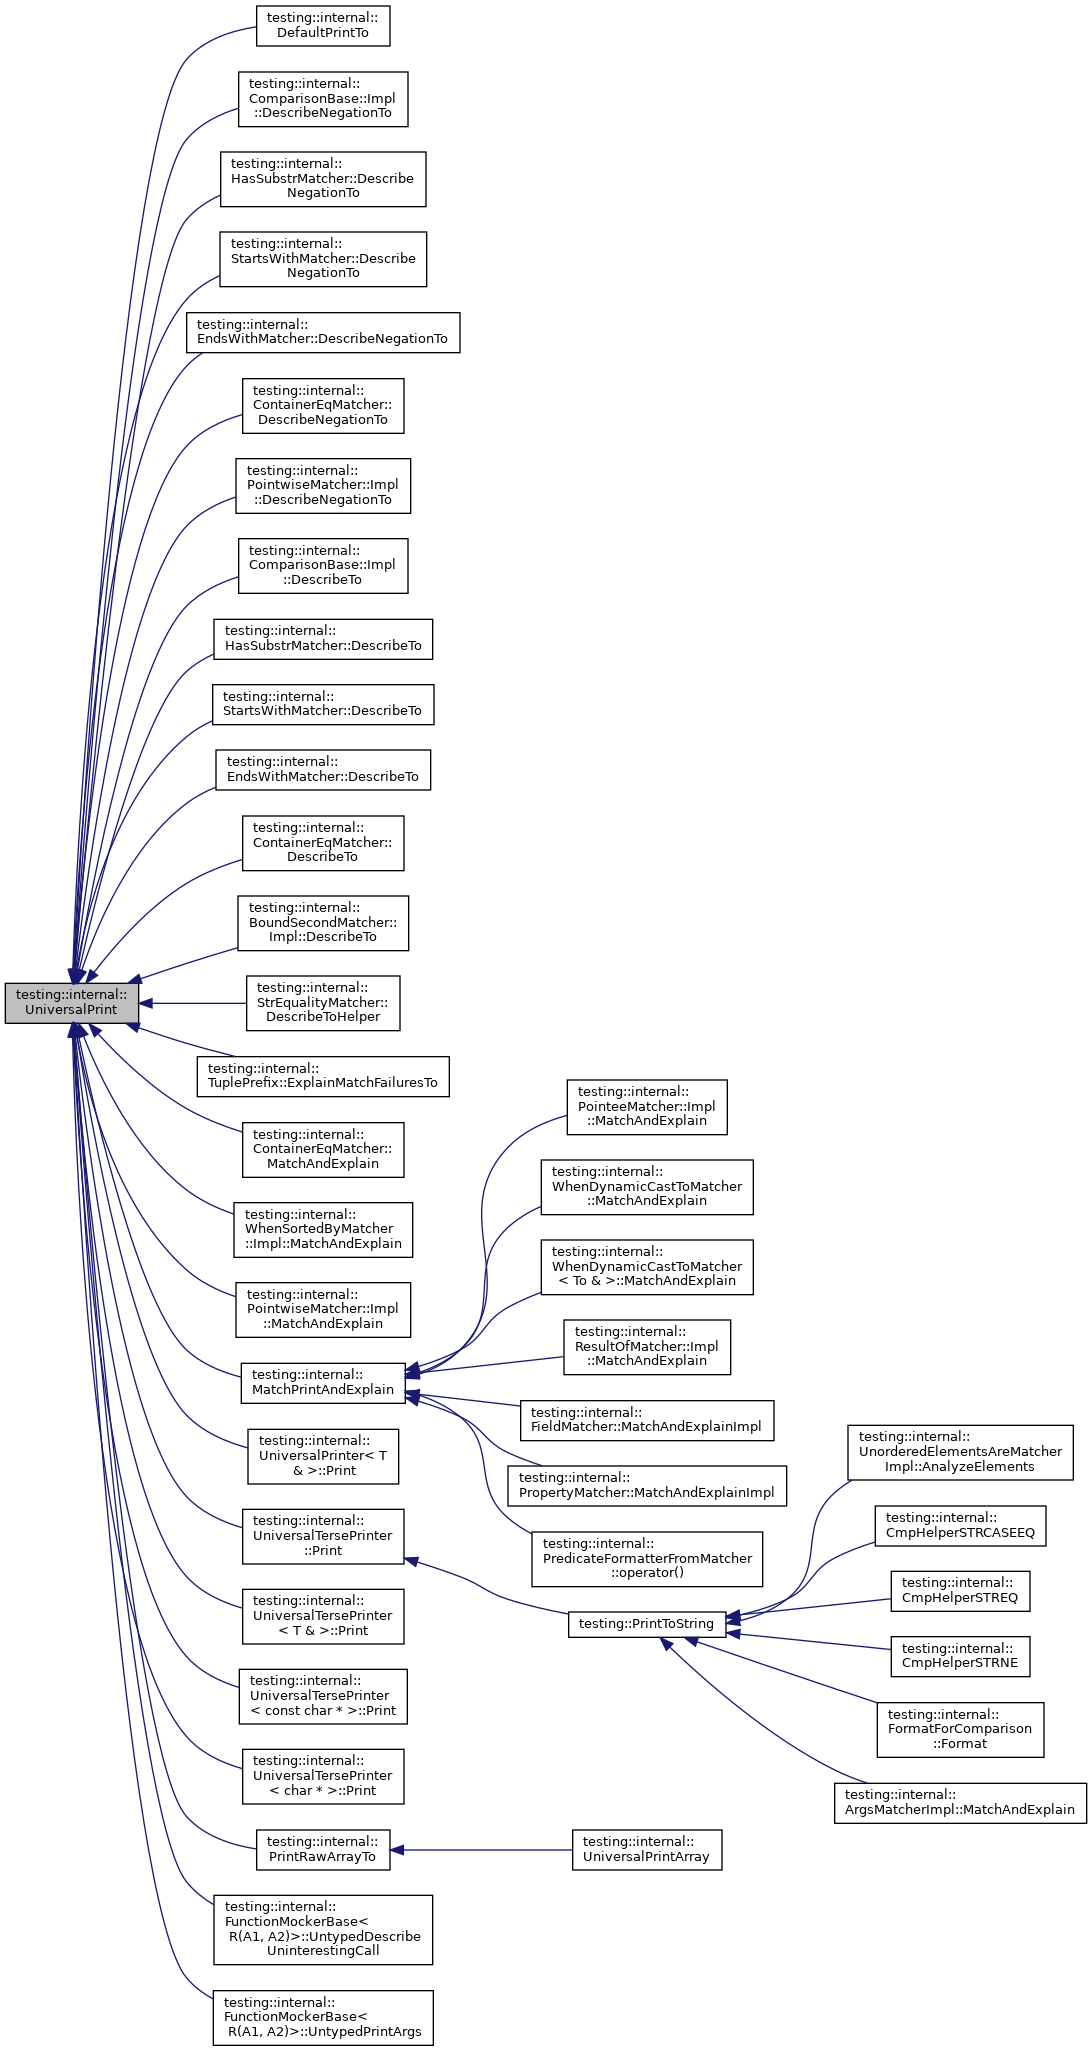 testing::internal::
DefaultPrintTo
testing::internal::
ComparisonBase::Impl
::DescribeNegationTo
testing::internal::
HasSubstrMatcher::Describe
NegationTo
testing::internal::
StartsWithMatcher::Describe
NegationTo
testing::internal::
EndsWithMatcher::DescribeNegationTo
testing::internal::
ContainerEqMatcher::
DescribeNegationTo
testing::internal::
PointwiseMatcher::Impl
::DescribeNegationTo
testing::internal::
ComparisonBase::Impl
::DescribeTo
testing::internal::
HasSubstrMatcher::DescribeTo
testing::internal::
StartsWithMatcher::DescribeTo
testing::internal::
EndsWithMatcher::DescribeTo
testing::internal::
ContainerEqMatcher::
DescribeTo
testing::internal::
BoundSecondMatcher::
Impl::DescribeTo
testing::internal::
UniversalPrint
testing::internal::
StrEqualityMatcher::
DescribeToHelper
testing::internal::
TuplePrefix::ExplainMatchFailuresTo
testing::internal::
ContainerEqMatcher::
MatchAndExplain
testing::internal::
WhenSortedByMatcher
::Impl::MatchAndExplain
testing::internal::
PointwiseMatcher::Impl
::MatchAndExplain
testing::internal::
MatchPrintAndExplain
testing::internal::
PointeeMatcher::Impl
::MatchAndExplain
testing::internal::
WhenDynamicCastToMatcher
::MatchAndExplain
testing::internal::
WhenDynamicCastToMatcher
< To & >::MatchAndExplain
testing::internal::
ResultOfMatcher::Impl
::MatchAndExplain
testing::internal::
FieldMatcher::MatchAndExplainImpl
testing::internal::
PropertyMatcher::MatchAndExplainImpl
testing::internal::
PredicateFormatterFromMatcher
::operator()
testing::internal::
UniversalPrinter< T
& >::Print
testing::internal::
UniversalTersePrinter
::Print
testing::PrintToString
testing::internal::
UnorderedElementsAreMatcher
Impl::AnalyzeElements
testing::internal::
CmpHelperSTRCASEEQ
testing::internal::
CmpHelperSTREQ
testing::internal::
CmpHelperSTRNE
testing::internal::
FormatForComparison
::Format
testing::internal::
ArgsMatcherImpl::MatchAndExplain
testing::internal::
UniversalTersePrinter
< T & >::Print
testing::internal::
UniversalTersePrinter
< const char * >::Print
testing::internal::
UniversalTersePrinter
< char * >::Print
testing::internal::
PrintRawArrayTo
testing::internal::
UniversalPrintArray
testing::internal::
FunctionMockerBase<
R(A1, A2)>::UntypedDescribe
UninterestingCall
testing::internal::
FunctionMockerBase<
R(A1, A2)>::UntypedPrintArgs